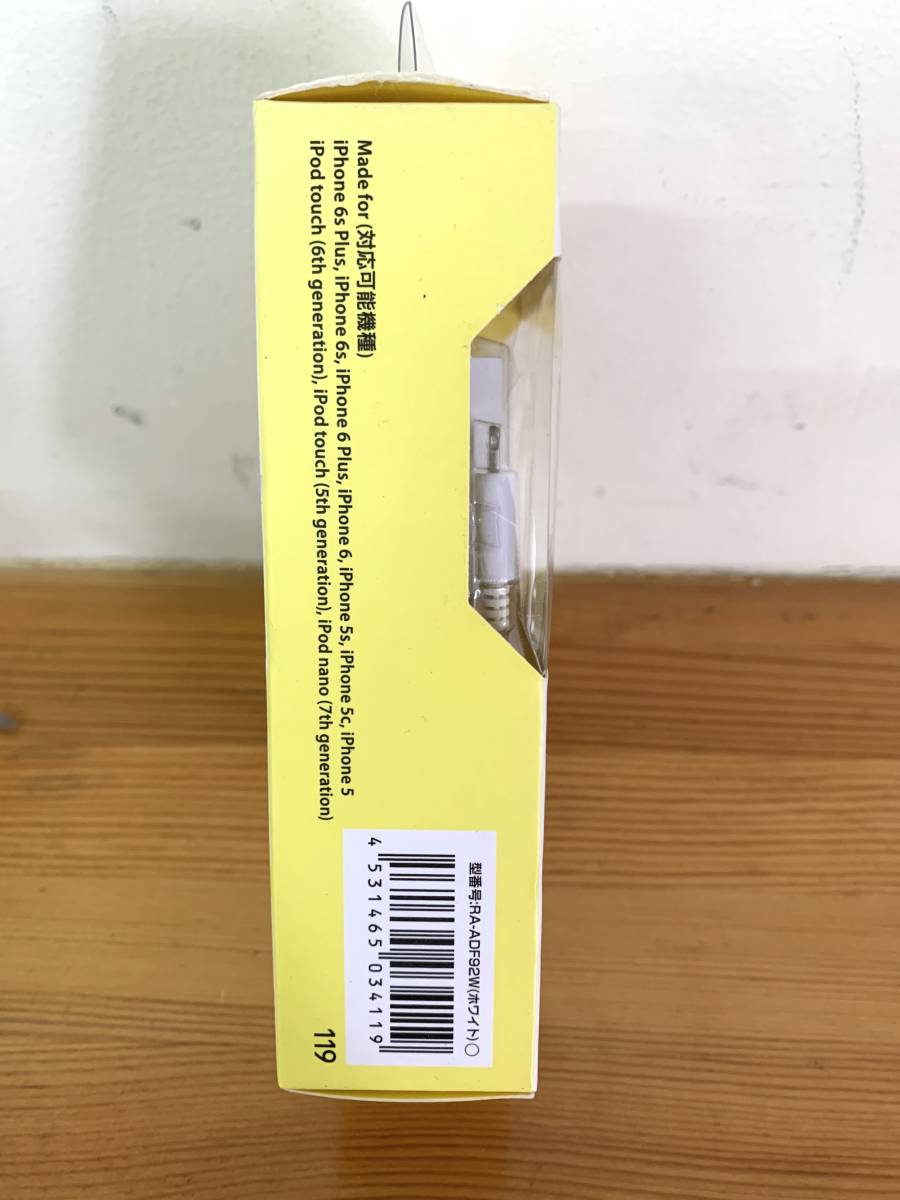 Made for (対応可能機種)
iPhone 6s Plus, iPhone 6s, iPhone 6 Plus, iPhone 6, iPhone 5s, iPhone 5c, iPhone 5
iPod touch (6th generation), iPod touch (5th generation), iPod nano (7th generation)
型番号:RA-ADF92W(ホワイト)○
4 531465 034119
119